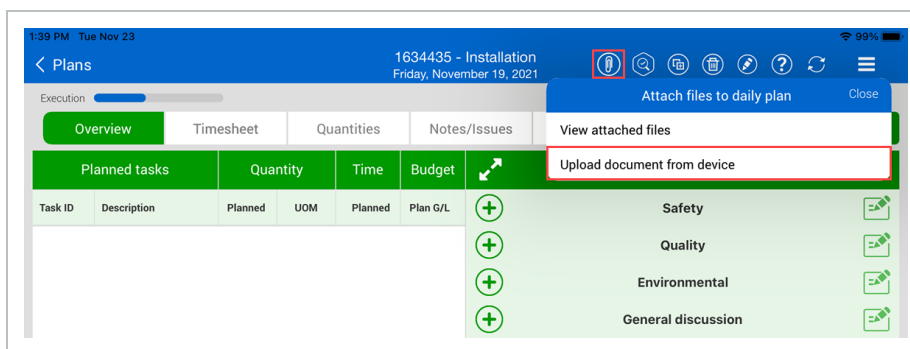 1:39 PM Tue Nov 23
99%
Plans
1634435 - Installation
Friday, November 19, 2021
?
Execution
Attach files to daily plan
Close
Overview
Timesheet
Quantities
Notes/Issues
View attached files
Upload document from device
Planned tasks
Quantity
Time
Budget
Task ID
Description
Planned
UOM
Planned
Plan G/L
Safety
Quality
Environmental
General discussion